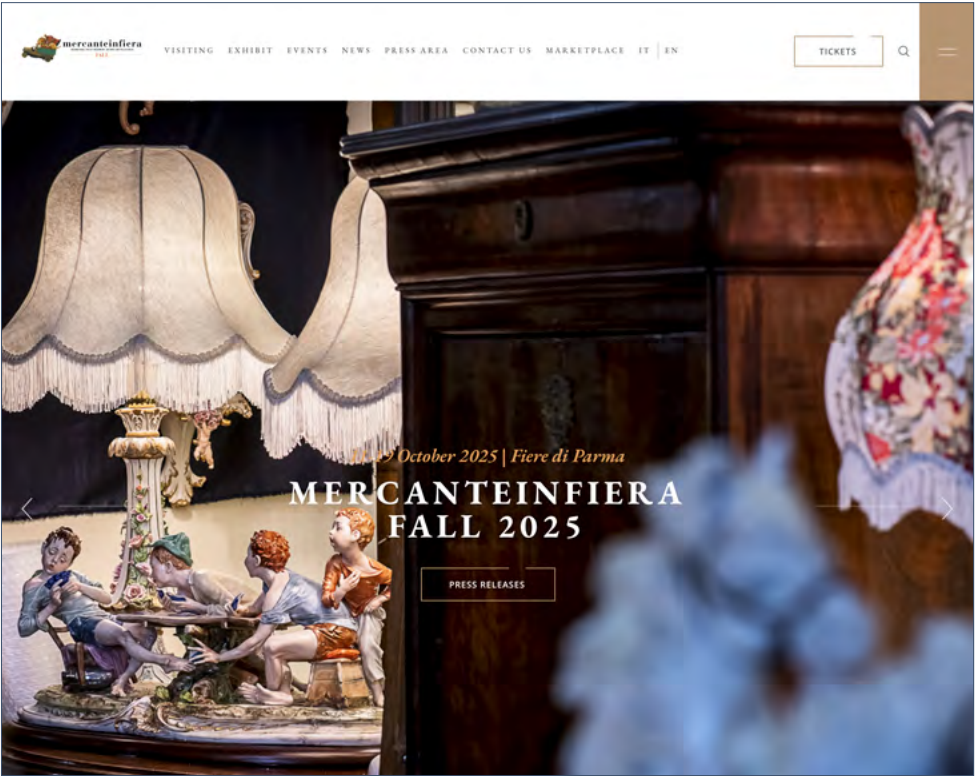 mercanteinfiera
FALL
VISITING EXHIBIT EVENTS NEWS PRESS AREA CONTACT US MARKETPLACE IT EN
TICKETS
October 2025 | Fiere di Parma
MERCANTEINFIERA
FALL 2025
PRESS RELEASES